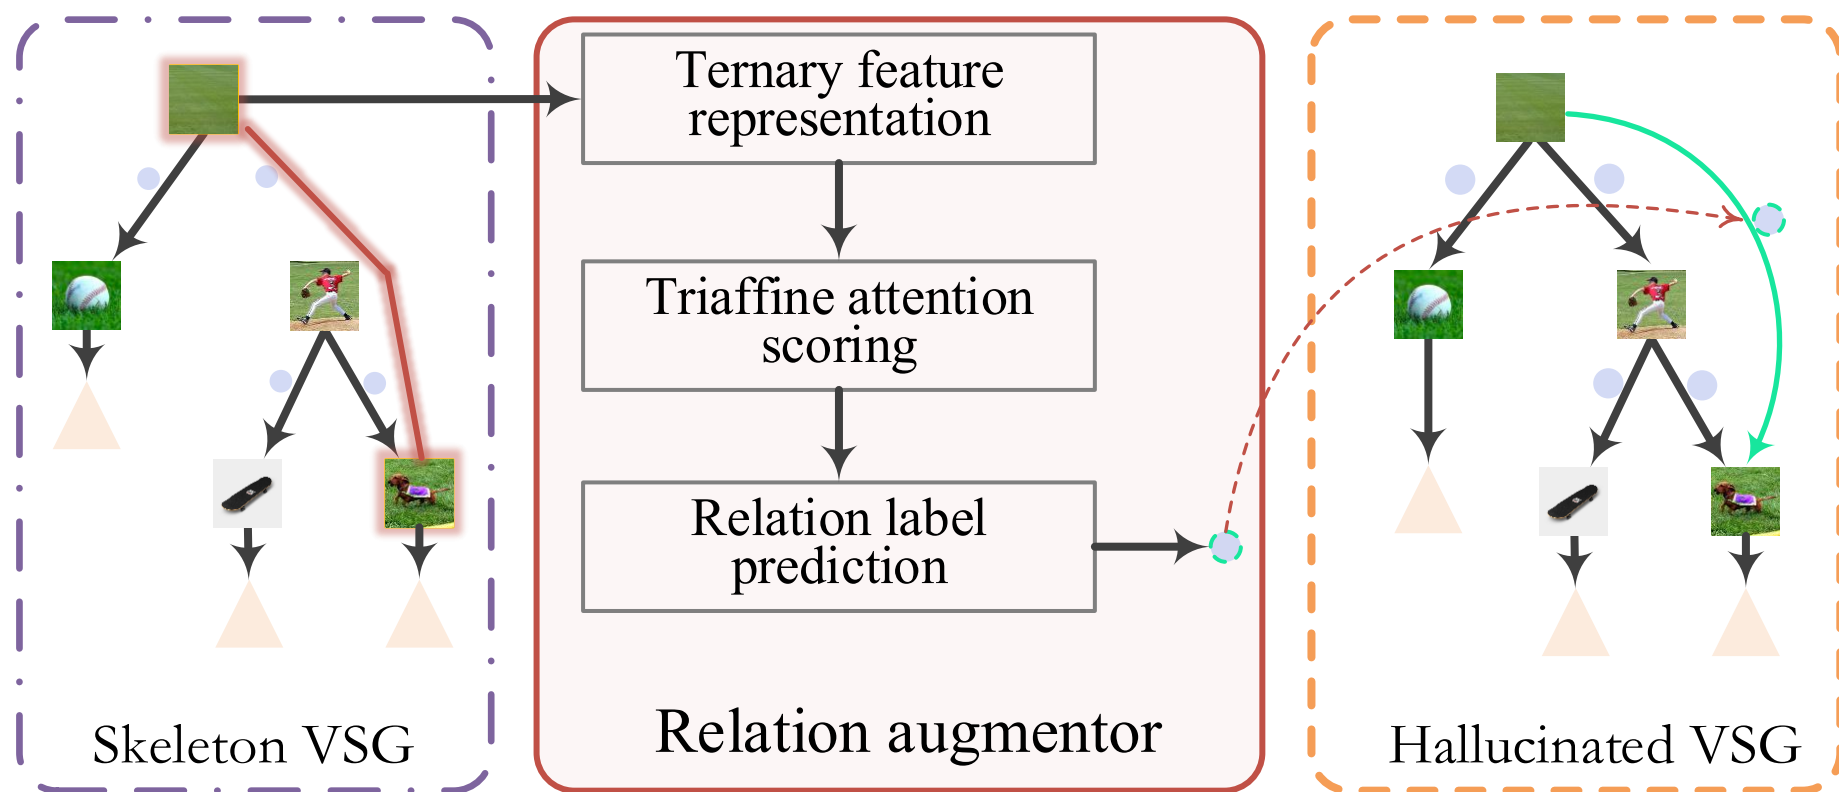 Ternary feature
representation
Triaffine attention
scoring
Relation label
prediction
Relation augmentor
Skeleton VSG
Hallucinated VSG